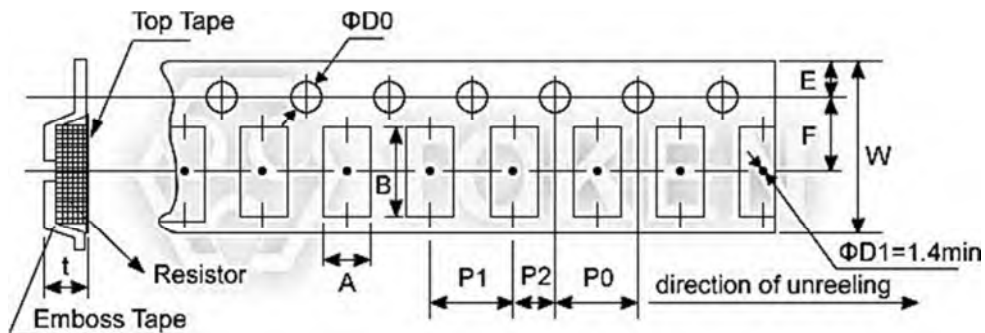 Top Tape
ΦD0
E
F
W
B
A
P1
P2
P0
ΦD1=1.4min
direction of unreeling
t
Resistor
Emboss Tape